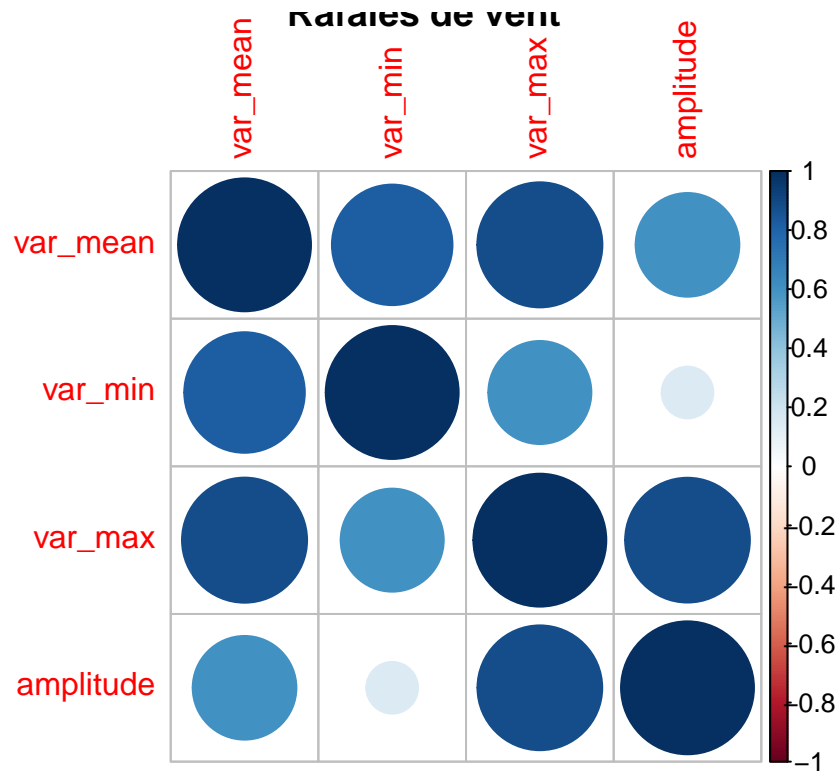 Rafales de vent
var_mean
var_min
var_max
amplitude
var_mean
var_min
var_max
amplitude
1
0.8
0.6
0.4
0.2
0
−0.2
−0.4
−0.6
−0.8
−1